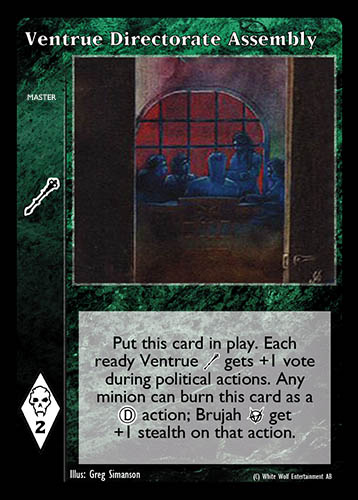 Ventrue Directorate Assembly
MASTER
Put this card in play. Each
ready Ventrue gets +1 vote
during political actions. Any
minion can burn this card as a
Ⓓ action; Brujah get
+1 stealth on that action.
2
Illus: Greg Simanson
(C) White Wolf Entertainment AB